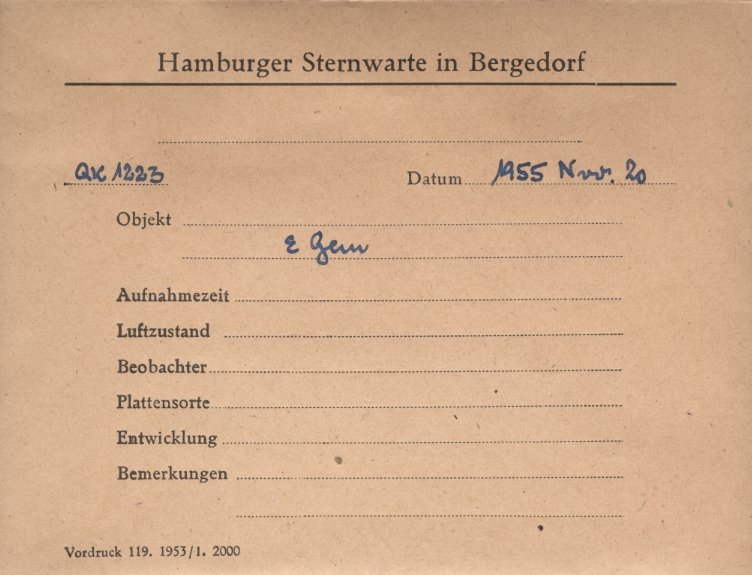 Hamburger Sternwarte in Bergedorf
QK 1223 Datum 1955 Nov. 20
Objekt
ε Gem
Aufnahmezeit
Luftzustand
Beobachter
Plattensorte
Entwicklung
Bemerkungen
Vordruck 119. 1953/1. 2000